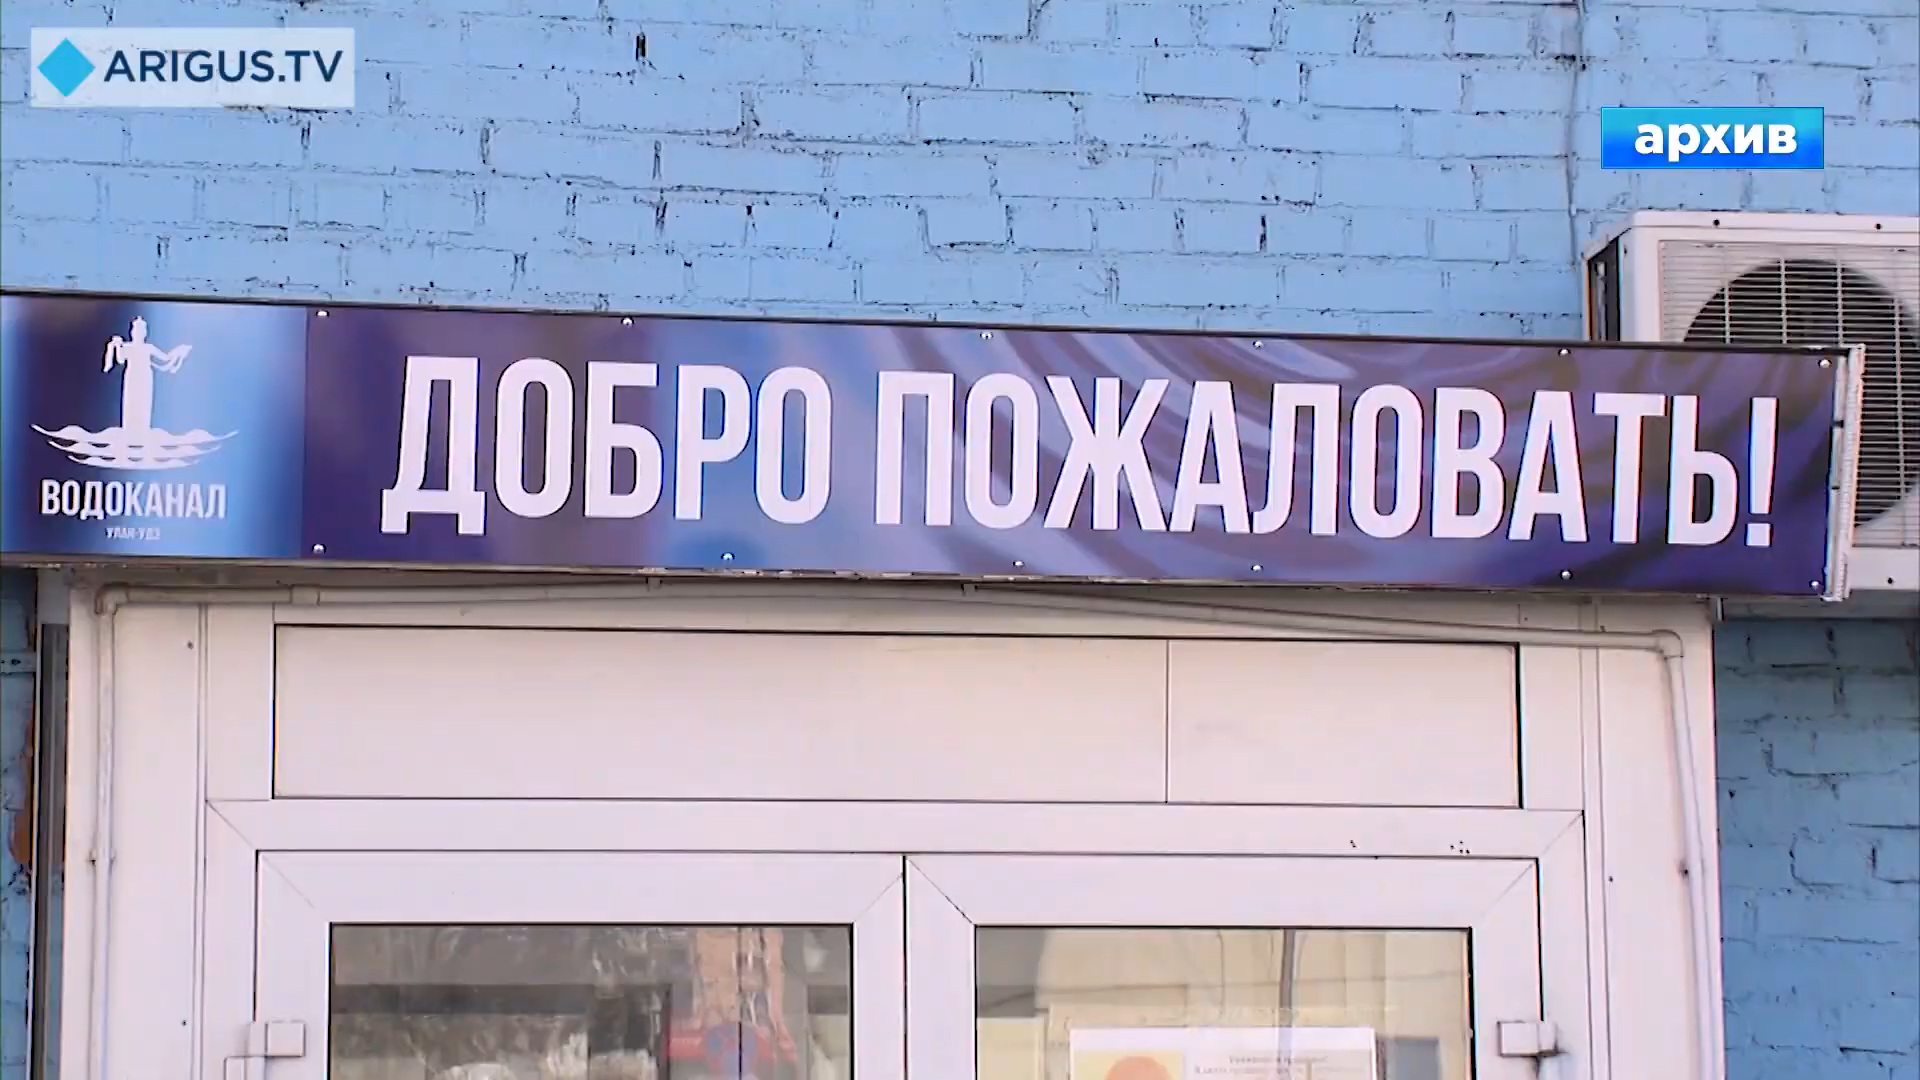 ARIGUS.TV
архив
ДОБРО ПОЖАЛОВАТЬ!
ВОДОКАНАЛ
УЛАН-УДЭ